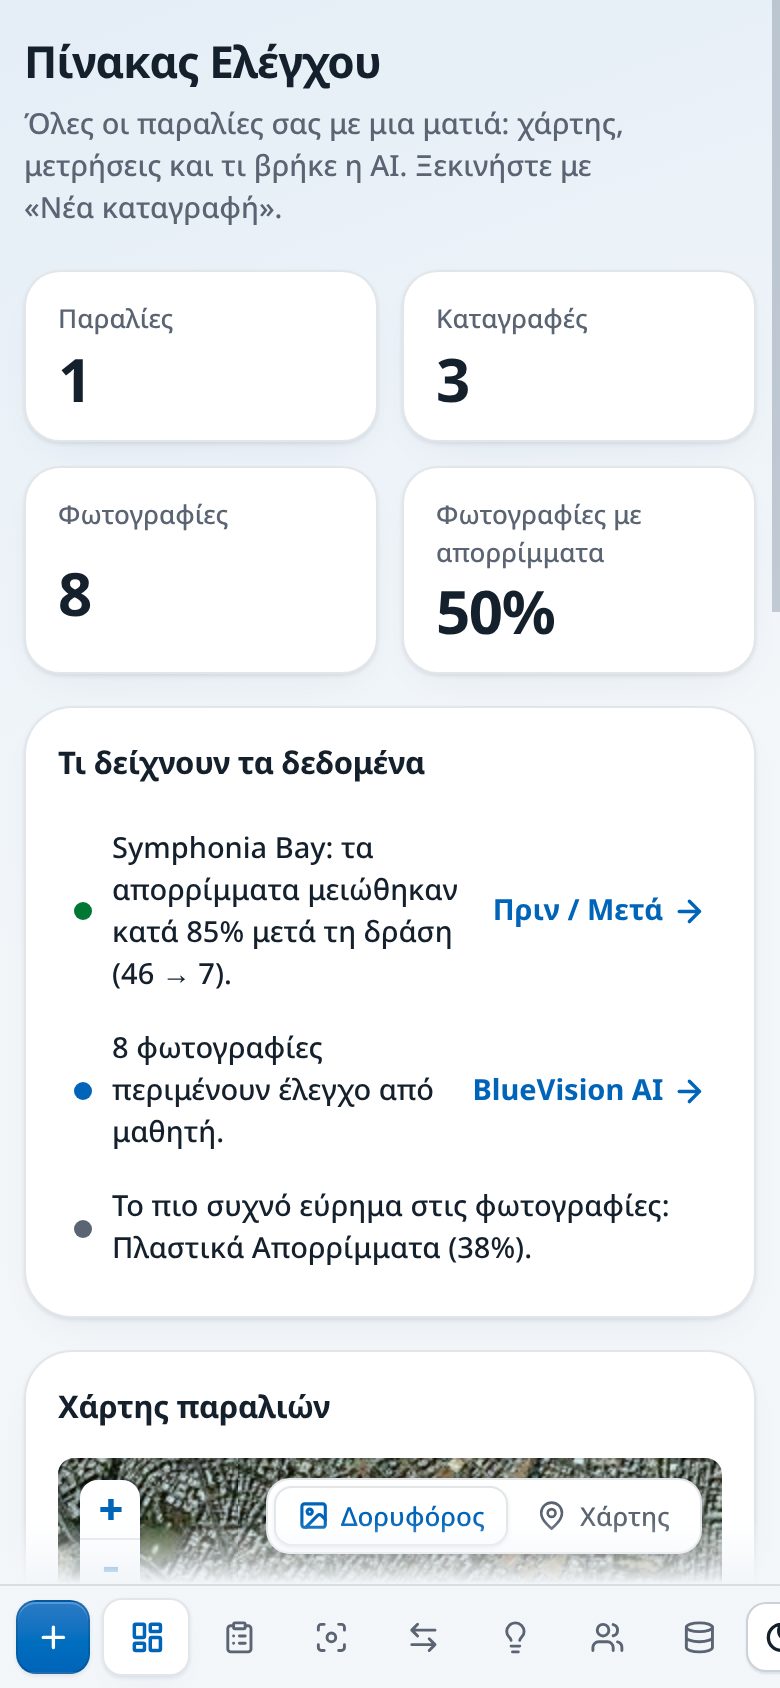 Πίνακας Ελέγχου
Όλες οι παραλίες σας με μια ματιά: χάρτης,
μετρήσεις και τι βρήκε η AI. Ξεκινήστε με
«Νέα καταγραφή».
Παραλίες
1
Καταγραφές
3
Φωτογραφίες
8
Φωτογραφίες με
απορρίμματα
50%
Τι δείχνουν τα δεδομένα
Symphonia Bay: τα
απορρίμματα μειώθηκαν
κατά 85% μετά τη δράση
(46 → 7).
Πριν / Μετά →
8 φωτογραφίες
περιμένουν έλεγχο από
μαθητή.
BlueVision AI →
Το πιο συχνό εύρημα στις φωτογραφίες:
Πλαστικά Απορρίμματα (38%).
Χάρτης παραλιών
+
-
Δορυφόρος
Χάρτης
+